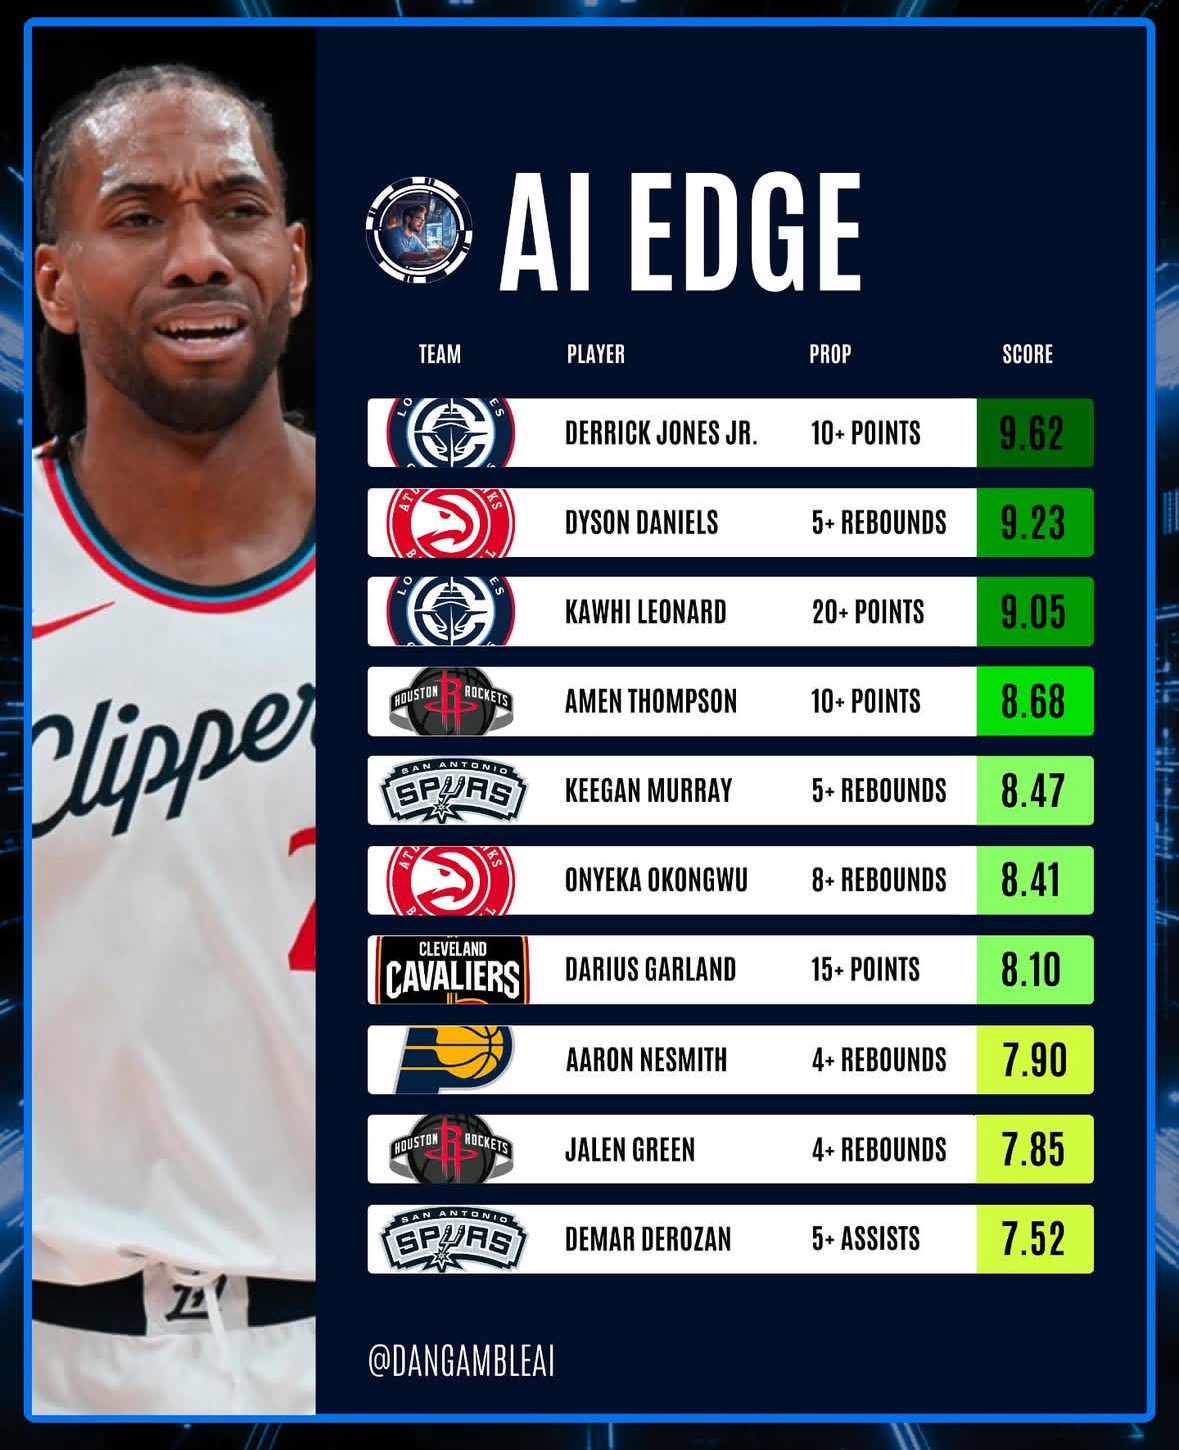 AI EDGE
TEAM PLAYER PROP SCORE
DERRICK JONES JR. 10+ POINTS 9.62
DYSON DANIELS 5+ REBOUNDS 9.23
KAWHI LEONARD 20+ POINTS 9.05
HOUSTON ROCKETS AMEN THOMPSON 10+ POINTS 8.68
SAN ANTONIO
SPURS KEEGAN MURRAY 5+ REBOUNDS 8.47
ONYEKA OKONGWU 8+ REBOUNDS 8.41
CLEVELAND
CAVALIERS DARIUS GARLAND 15+ POINTS 8.10
AARON NESMITH 4+ REBOUNDS 7.90
HOUSTON ROCKETS JALEN GREEN 4+ REBOUNDS 7.85
SAN ANTONIO
SPURS DEMAR DEROZAN 5+ ASSISTS 7.52
@DANGAMBLEAI
Clipper